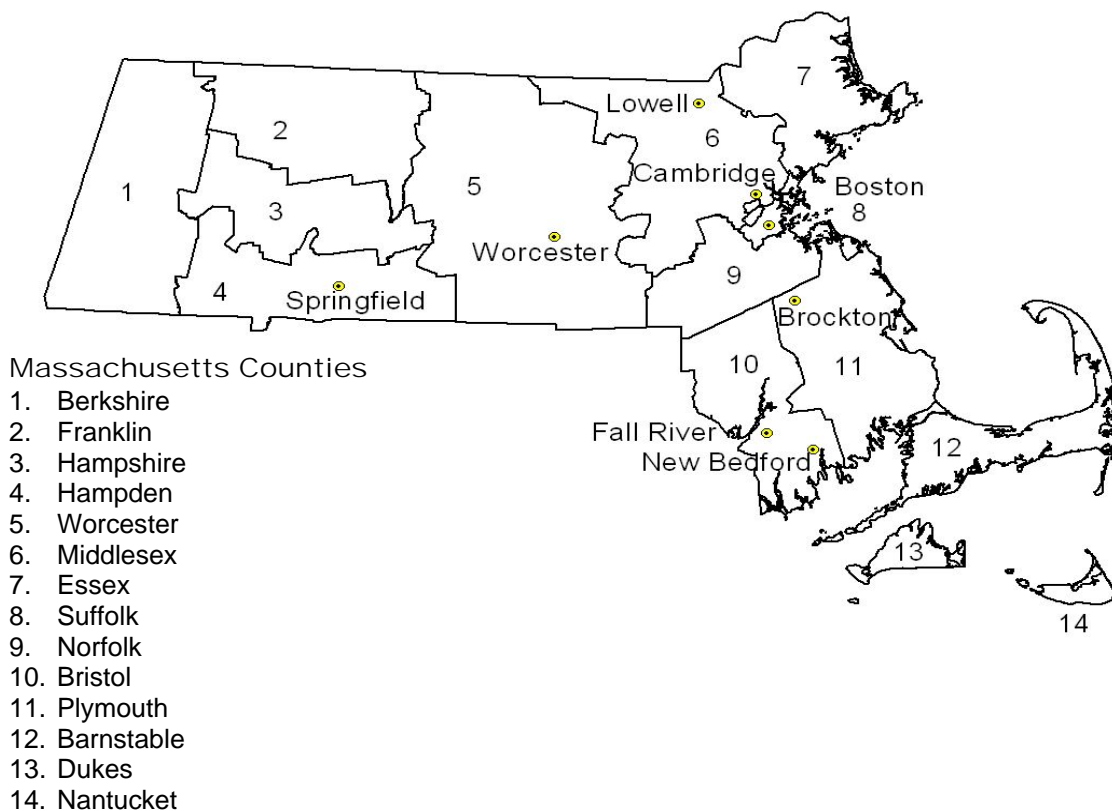 7
Lowell
6
2
Cambridge
Boston
1
5
8
3
Worcester
9
4
Springfield
Brockton
10
11
Fall River
12
New Bedford
13
14
Massachusetts Counties
1. Berkshire
2. Franklin
3. Hampshire
4. Hampden
5. Worcester
6. Middlesex
7. Essex
8. Suffolk
9. Norfolk
10. Bristol
11. Plymouth
12. Barnstable
13. Dukes
14. Nantucket